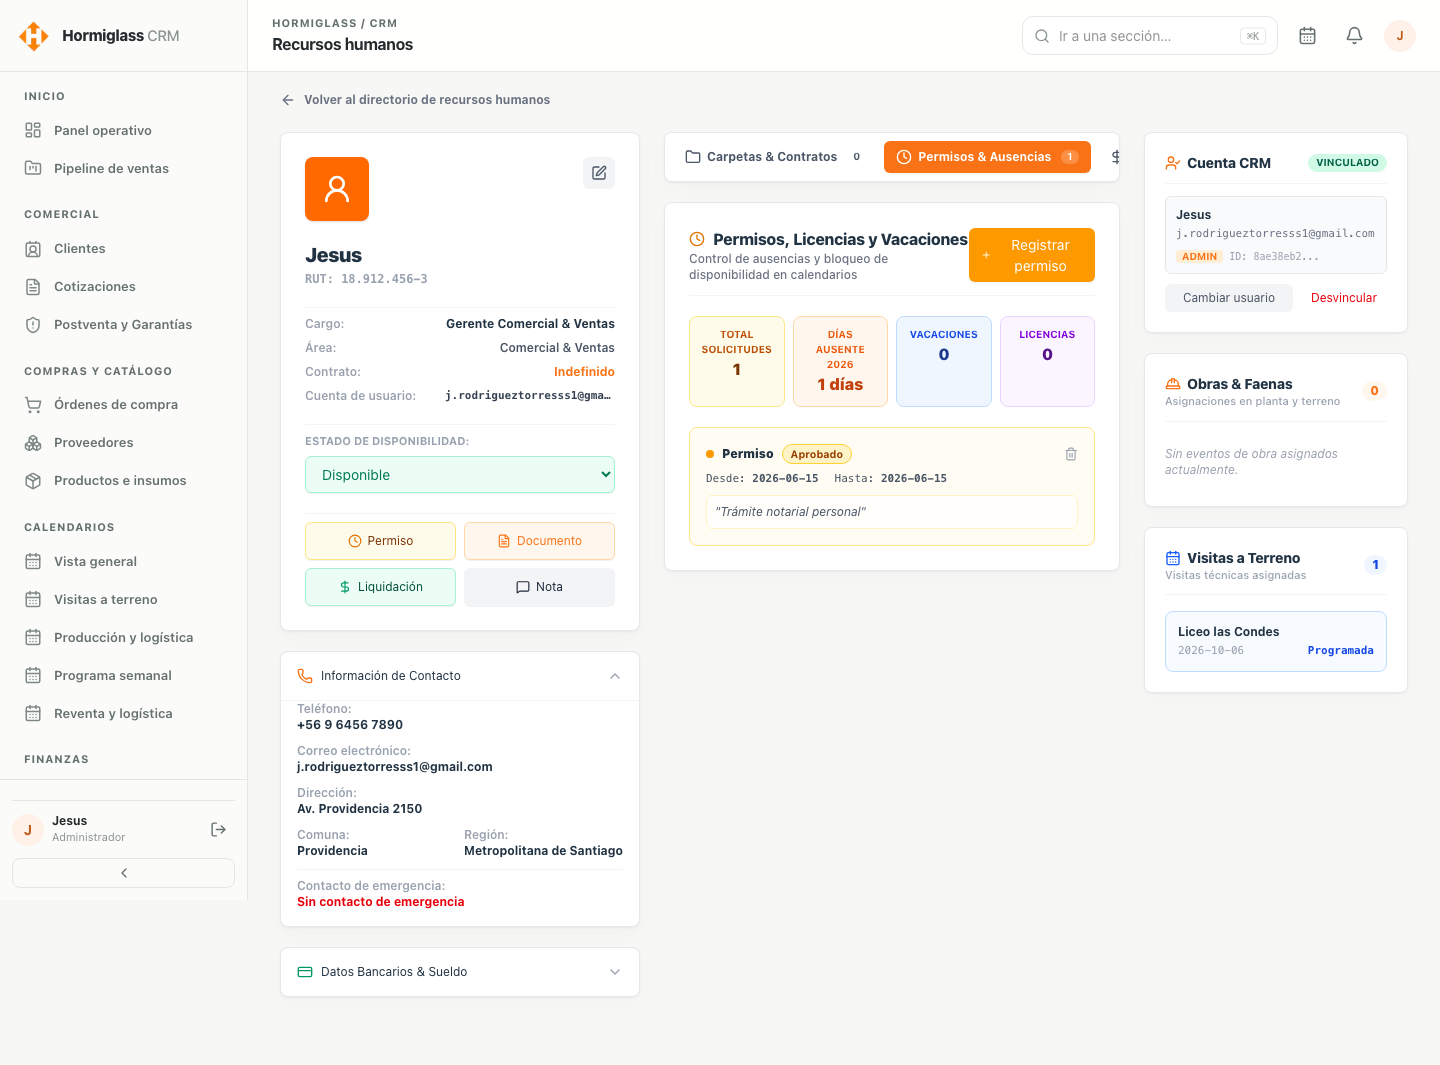 Hormiglass CRM
INICIO
Panel operativo
Pipeline de ventas
COMERCIAL
Clientes
Cotizaciones
Postventa y Garantías
COMPRAS Y CATÁLOGO
Órdenes de compra
Proveedores
Productos e insumos
CALENDARIOS
Vista general
Visitas a terreno
Producción y logística
Programa semanal
Reventa y logística
FINANZAS
J
Jesus
Administrador
HORMIGLASS / CRM
Recursos humanos
Ir a una sección...
⌘K
J
Volver al directorio de recursos humanos
Jesus
RUT: 18.912.456-3
Cargo: Gerente Comercial & Ventas
Área: Comercial & Ventas
Contrato: Indefinido
Cuenta de usuario: j.rodrigueztorresss1@gma…
ESTADO DE DISPONIBILIDAD:
Disponible
Permiso
Documento
Liquidación
Nota
Información de Contacto
Teléfono:
+56 9 6456 7890
Correo electrónico:
j.rodrigueztorresss1@gmail.com
Dirección:
Av. Providencia 2150
Comuna: Región:
Providencia Metropolitana de Santiago
Contacto de emergencia:
Sin contacto de emergencia
Datos Bancarios & Sueldo
Carpetas & Contratos 0
Permisos & Ausencias 1
Permisos, Licencias y Vacaciones
Control de ausencias y bloqueo de
disponibilidad en calendarios
+ Registrar
permiso
TOTAL
SOLICITUDES
1
DÍAS
AUSENTE
2026
1 días
VACACIONES
0
LICENCIAS
0
Permiso Aprobado
Desde: 2026-06-15 Hasta: 2026-06-15
"Trámite notarial personal"
Cuenta CRM VINCULADO
Jesus
j.rodrigueztorresss1@gmail.com
ADMIN ID: 8ae38eb2...
Cambiar usuario Desvincular
Obras & Faenas 0
Asignaciones en planta y terreno
Sin eventos de obra asignados
actualmente.
Visitas a Terreno 1
Visitas técnicas asignadas
Liceo las Condes
2026-10-06 Programada